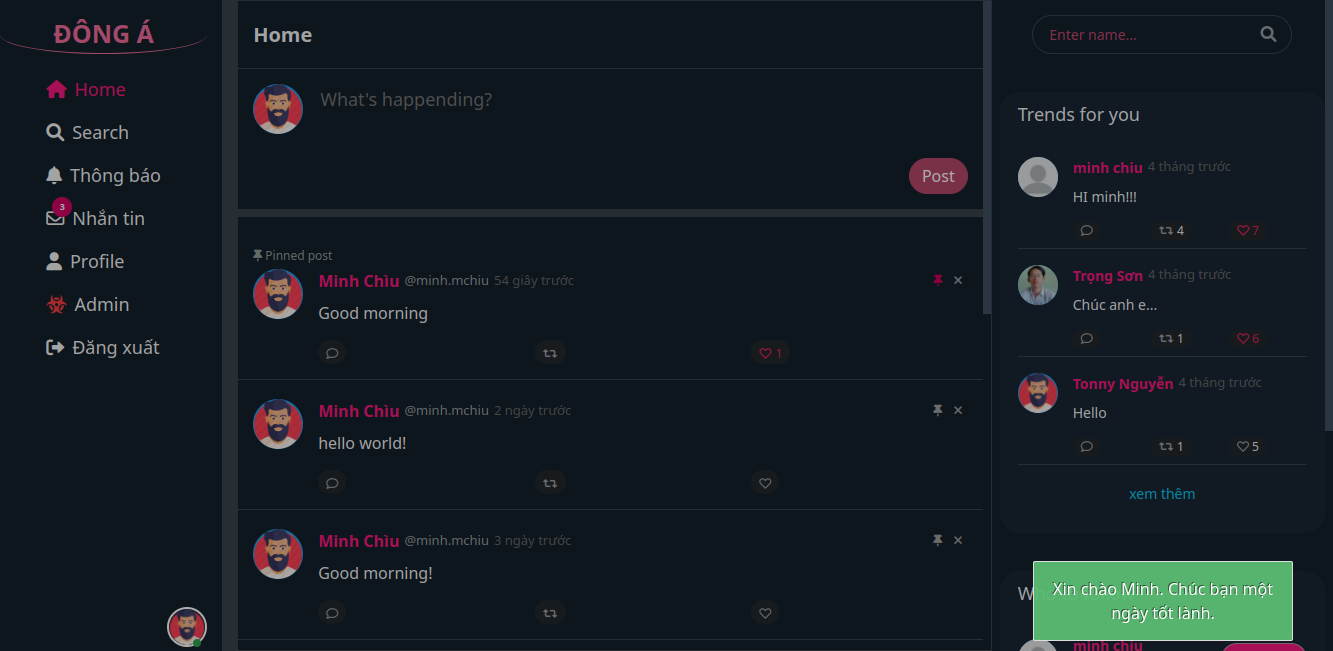 ĐÔNG Á
Home
Search
Thông báo
3
Nhắn tin
Profile
Admin
Đăng xuất
Home
What's happending?
Post
Pinned post
Minh Chìu @minh.mchiu 54 giây trước
Good morning
1
Minh Chìu @minh.mchiu 2 ngày trước
hello world!
Minh Chìu @minh.mchiu 3 ngày trước
Good morning!
Enter name...
Trends for you
minh chiu 4 tháng trước
HI minh!!!
4 7
Trọng Sơn 4 tháng trước
Chúc anh e...
1 6
Tonny Nguyễn 4 tháng trước
Hello
1 5
xem thêm
Xin chào Minh. Chúc bạn một
ngày tốt lành.
minh chiu